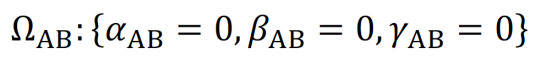 Ω_AB:{α_AB = 0, β_AB = 0, γ_AB = 0}